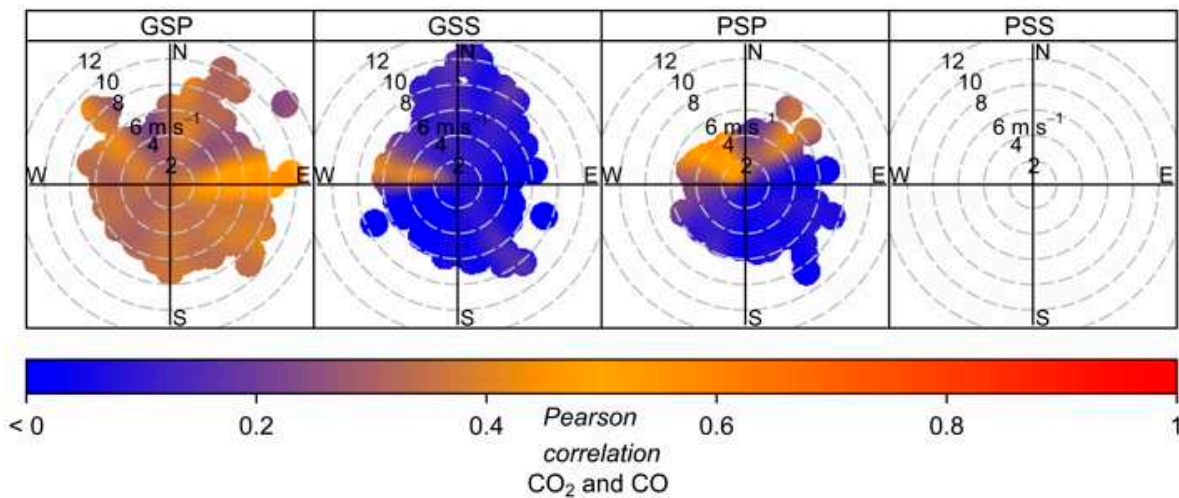 GSP GSS PSP PSS
N N N N
12 12 12 12
10 10 10 10
8 8 8 8
6 m s⁻¹ 6 m s⁻¹ 6 m s⁻¹ 6 m s⁻¹
4 4 4 4
2 2 2 2
W E W E W E W E
S S S S
< 0 0.2 0.4 0.6 0.8 1
Pearson
correlation
CO₂ and CO